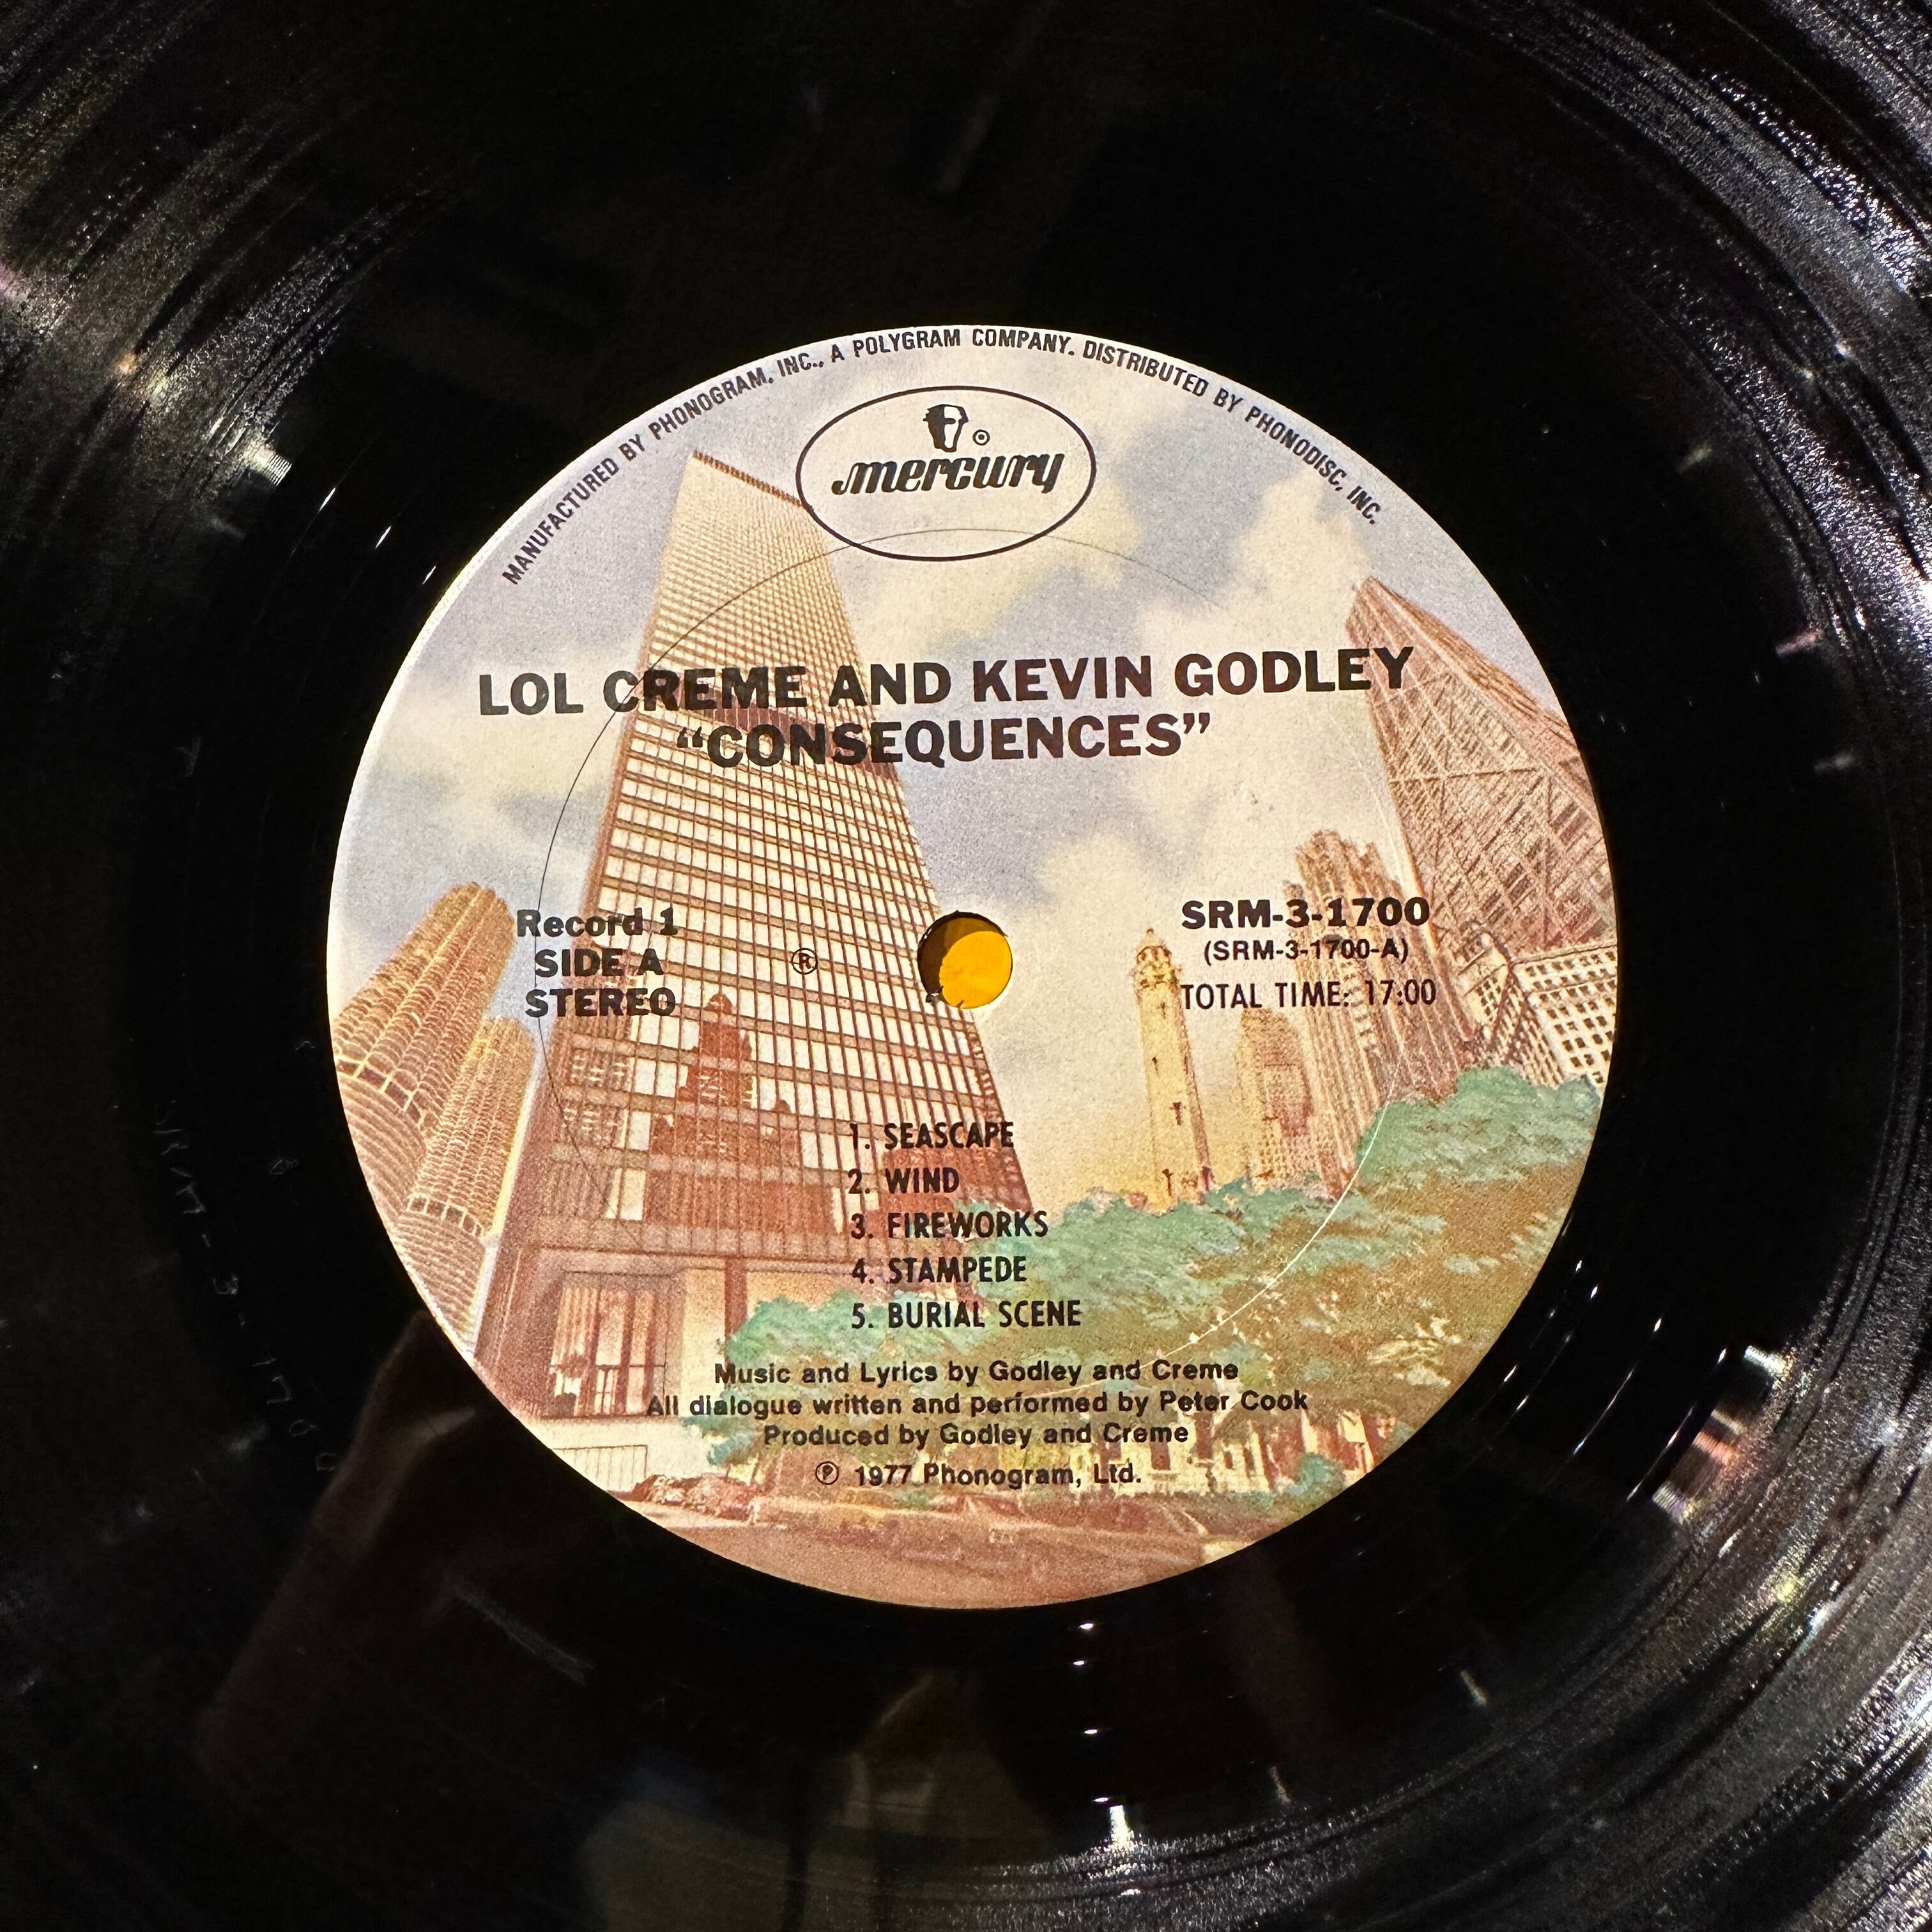 MANUFACTURED BY PHONOGRAM, INC., A POLYGRAM COMPANY. DISTRIBUTED BY PHONODISC, INC.
mercury ®
LOL CREME AND KEVIN GODLEY
“CONSEQUENCES”
Record 1
SIDE A
STEREO
®
SRM-3-1700
(SRM-3-1700-A)
TOTAL TIME: 17:00
1. SEASCAPE
2. WIND
3. FIREWORKS
4. STAMPEDE
5. BURIAL SCENE
Music and Lyrics by Godley and Creme
All dialogue written and performed by Peter Cook
Produced by Godley and Creme
℗ 1977 Phonogram, Ltd.